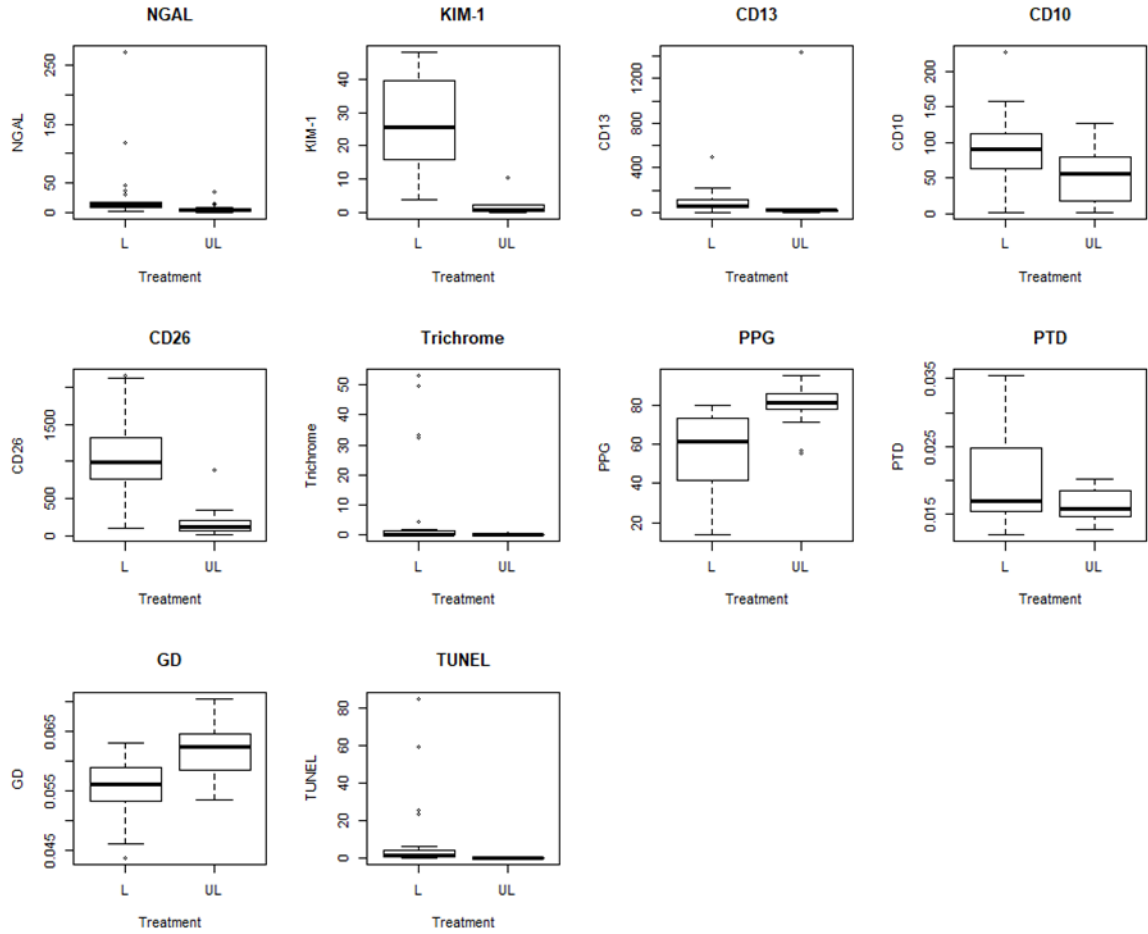 NGAL
KIM-1
CD13
CD10
NGAL
0 50 150 250
L UL
Treatment
KIM-1
0 10 20 30 40
L UL
Treatment
CD13
0 200 600 1000 1400
L UL
Treatment
CD10
0 50 100 150 200
L UL
Treatment
CD26
Trichrome
PPG
PTD
CD26
0 500 1500
L UL
Treatment
Trichrome
0 10 20 30 40 50
L UL
Treatment
PPG
20 40 60 80
L UL
Treatment
PTD
0.015 0.025 0.035
L UL
Treatment
GD
TUNEL
GD
0.045 0.055 0.065
L UL
Treatment
TUNEL
0 20 40 60 80
L UL
Treatment